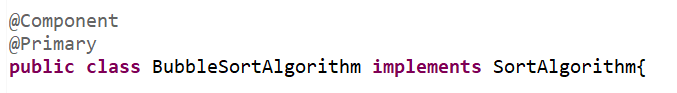 @Component
@Primary
public class BubbleSortAlgorithm implements SortAlgorithm{